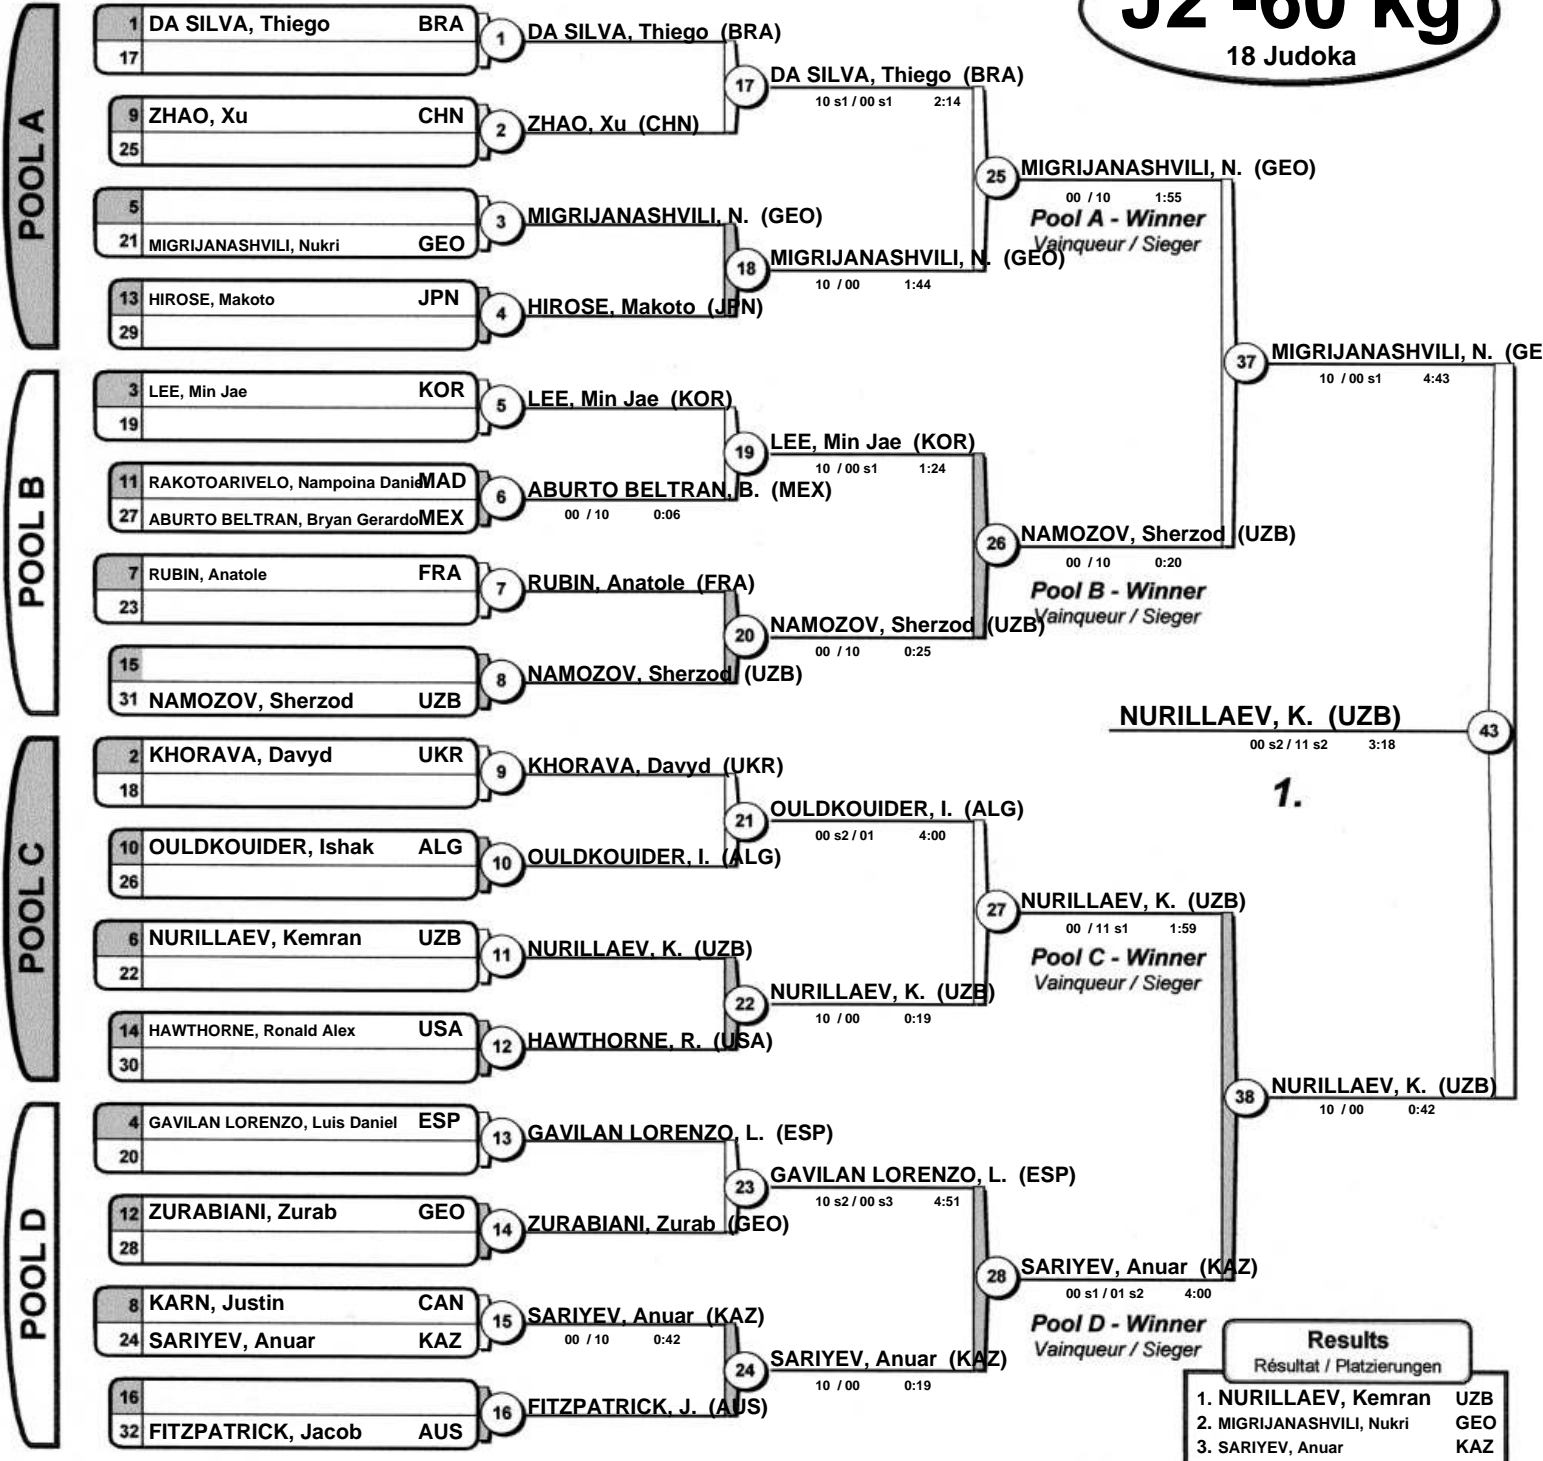 J2 -60 kg
18 Judoka
POOL A
1 DA SILVA, Thiego BRA
17
9 ZHAO, Xu CHN
25
5
21 MIGRIJANASHVILI, Nukri GEO
13 HIROSE, Makoto JPN
29
1 DA SILVA, Thiego (BRA)
2 ZHAO, Xu (CHN)
3 MIGRIJANASHVILI, N. (GEO)
4 HIROSE, Makoto (JPN)
17 DA SILVA, Thiego (BRA)
10 s1 / 00 s1 2:14
18 MIGRIJANASHVILI, N. (GEO)
10 / 00 1:44
25 MIGRIJANASHVILI, N. (GEO)
00 / 10 1:55
Pool A - Winner
Vainqueur / Sieger
POOL B
3 LEE, Min Jae KOR
19
11 RAKOTOARIVELO, Nampoina Danie MAD
27 ABURTO BELTRAN, Bryan Gerardo MEX
7 RUBIN, Anatole FRA
23
15
31 NAMOZOV, Sherzod UZB
5 LEE, Min Jae (KOR)
6 ABURTO BELTRAN, B. (MEX)
00 / 10 0:06
7 RUBIN, Anatole (FRA)
8 NAMOZOV, Sherzod (UZB)
19 LEE, Min Jae (KOR)
10 / 00 s1 1:24
20 NAMOZOV, Sherzod (UZB)
00 / 10 0:25
26 NAMOZOV, Sherzod (UZB)
00 / 10 0:20
Pool B - Winner
Vainqueur / Sieger
37 MIGRIJANASHVILI, N. (GE
10 / 00 s1 4:43
NURILLAEV, K. (UZB) 43
00 s2 / 11 s2 3:18
1.
POOL C
2 KHORAVA, Davyd UKR
18
10 OULDKOUIDER, Ishak ALG
26
6 NURILLAEV, Kemran UZB
22
14 HAWTHORNE, Ronald Alex USA
30
9 KHORAVA, Davyd (UKR)
10 OULDKOUIDER, I. (ALG)
11 NURILLAEV, K. (UZB)
12 HAWTHORNE, R. (USA)
21 OULDKOUIDER, I. (ALG)
00 s2 / 01 4:00
22 NURILLAEV, K. (UZB)
10 / 00 0:19
27 NURILLAEV, K. (UZB)
00 / 11 s1 1:59
Pool C - Winner
Vainqueur / Sieger
38 NURILLAEV, K. (UZB)
10 / 00 0:42
POOL D
4 GAVILAN LORENZO, Luis Daniel ESP
20
12 ZURABIANI, Zurab GEO
28
8 KARN, Justin CAN
24 SARIYEV, Anuar KAZ
16
32 FITZPATRICK, Jacob AUS
13 GAVILAN LORENZO, L. (ESP)
14 ZURABIANI, Zurab (GEO)
15 SARIYEV, Anuar (KAZ)
00 / 10 0:42
16 FITZPATRICK, J. (AUS)
23 GAVILAN LORENZO, L. (ESP)
10 s2 / 00 s3 4:51
24 SARIYEV, Anuar (KAZ)
10 / 00 0:19
28 SARIYEV, Anuar (KAZ)
00 s1 / 01 s2 4:00
Pool D - Winner
Vainqueur / Sieger
Results
Résultat / Platzierungen
1. NURILLAEV, Kemran UZB
2. MIGRIJANASHVILI, Nukri GEO
3. SARIYEV, Anuar KAZ